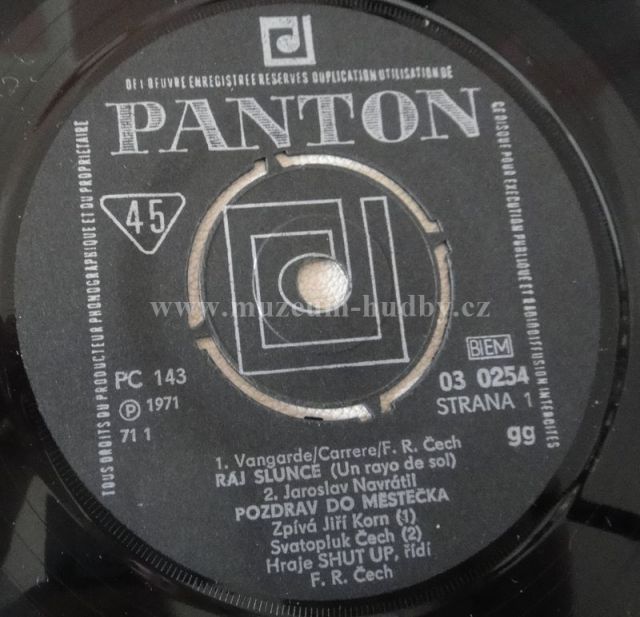 DE L'OEUVRE ENREGISTREE RESERVES DUPLICATION UTILISATION DE
PANTON
TOUS DROITS DU PRODUCTEUR PHONOGRAPHIQUE ET DU PROPRIETAIRE
CE DISQUE POUR EXECUTION PUBLIQUE ET RADIODIFFUSION INTERDITES
45
www.muzeum-hudby.cz
BIEM
PC 143
03 0254
Ⓟ 1971
STRANA 1
71 1
gg
1. Vangarde/Carrere/F. R. Čech
RÁJ SLUNCE (Un rayo de sol)
2. Jaroslav Navrátil
POZDRAV DO MĚSTEČKA
Zpívá Jiří Korn (1)
Svatopluk Čech (2)
Hraje SHUT UP, řídí
F. R. Čech